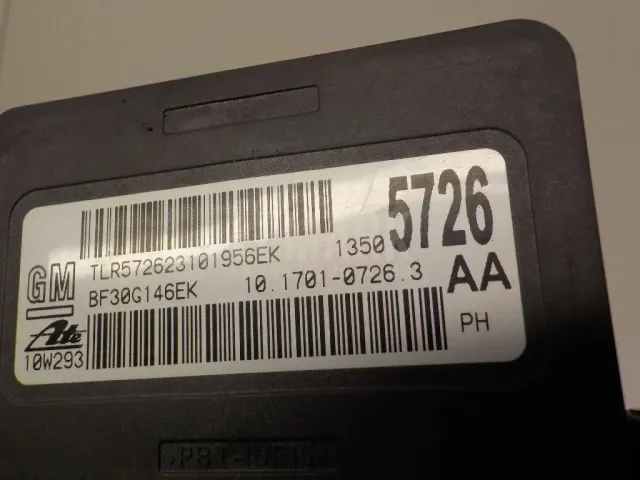 GM
TLR572623101956EK 1350 5726
BF30G146EK 10.1701-0726.3 AA
Ate
10W293 PH